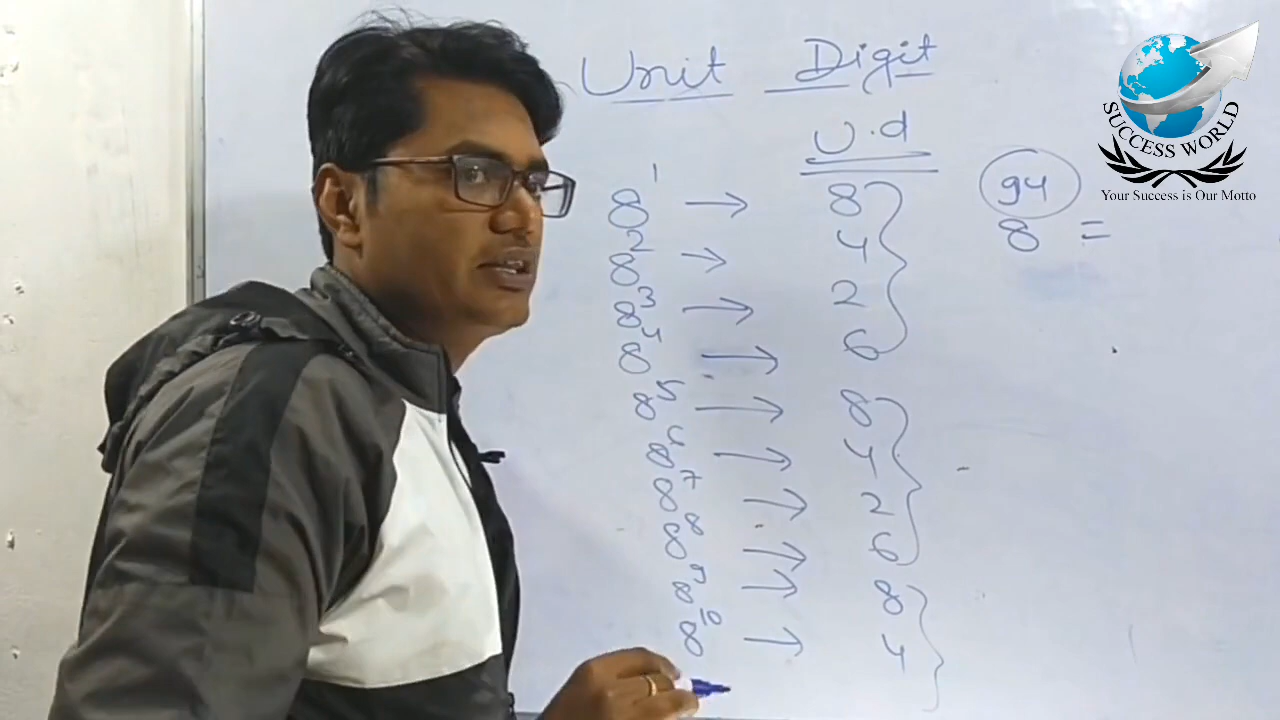 Unit Digit
U.d
8¹ → 8
8² → 4
8³ → 2
8⁴ → 6
8⁵ → 8
8⁶ → 4
8⁷ → 2
8⁸ → 6
8⁹ → 8
8¹⁰ → 4
8⁹⁴ =
SUCCESS WORLD
Your Success is Our Motto